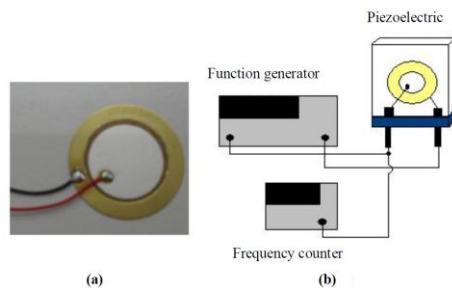 Piezoelectric
Function generator
Frequency counter
(a)
(b)